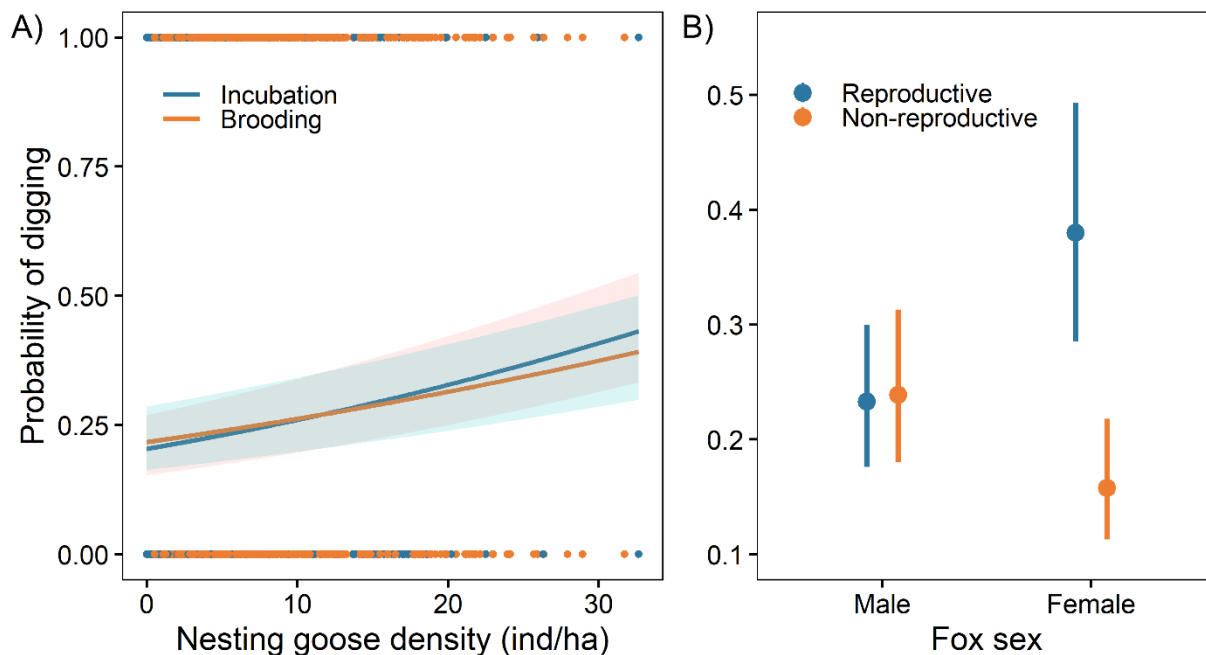 A)
Probability of digging
1.00
0.75
0.50
0.25
0.00
Incubation
Brooding
0 10 20 30
Nesting goose density (ind/ha)
B)
0.5
0.4
0.3
0.2
0.1
Reproductive
Non-reproductive
Male Female
Fox sex